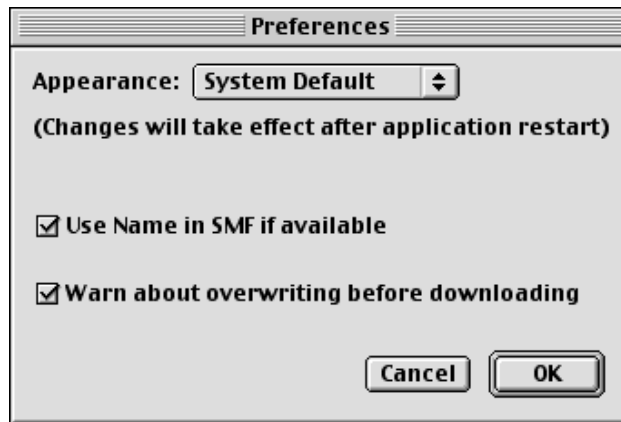 Preferences
Appearance: System Default
(Changes will take effect after application restart)
Use Name in SMF if available
Warn about overwriting before downloading
Cancel OK